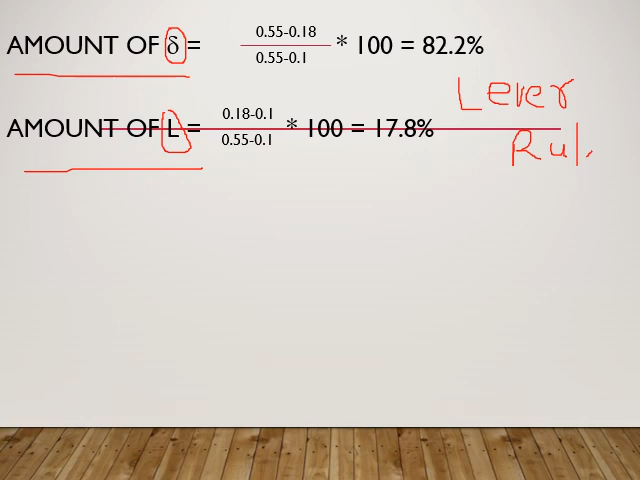 AMOUNT OF δ = 0.55-0.18 / 0.55-0.1 * 100 = 82.2%
Lever
AMOUNT OF L = 0.18-0.1 / 0.55-0.1 * 100 = 17.8%
Rul